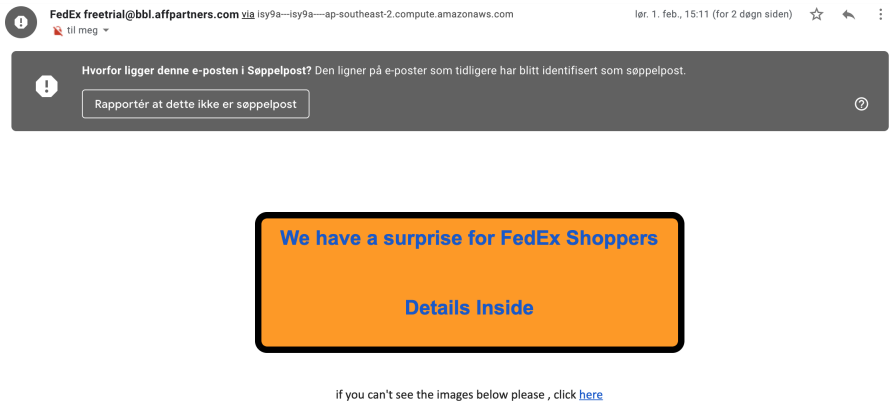 FedEx freetrial@bbl.affpartners.com via isy9a---isy9a----ap-southeast-2.compute.amazonaws.com lør. 1. feb., 15:11 (for 2 døgn siden)
til meg
Hvorfor ligger denne e-posten i Søppelpost? Den ligner på e-poster som tidligere har blitt identifisert som søppelpost.
Rapportér at dette ikke er søppelpost
We have a surprise for FedEx Shoppers
Details Inside
if you can't see the images below please , click here